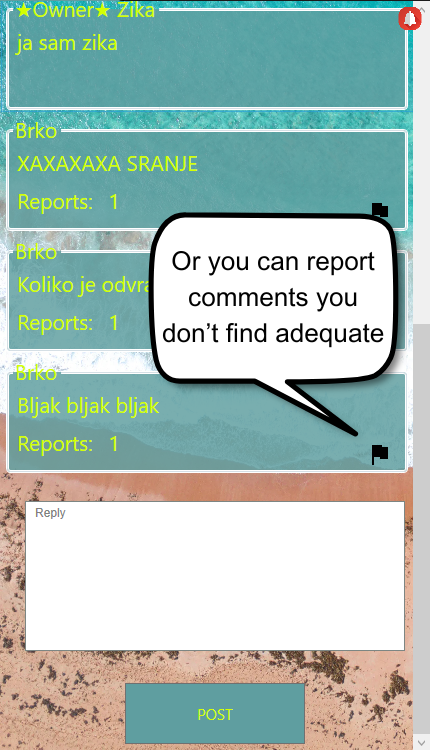 ★Owner★ Zika
ja sam zika
Brko
XAXAXAXA SRANJE
Reports: 1
Brko
Koliko je odvra
Reports: 1
Or you can report
comments you
don't find adequate
Brko
Bljak bljak bljak
Reports: 1
Reply
POST